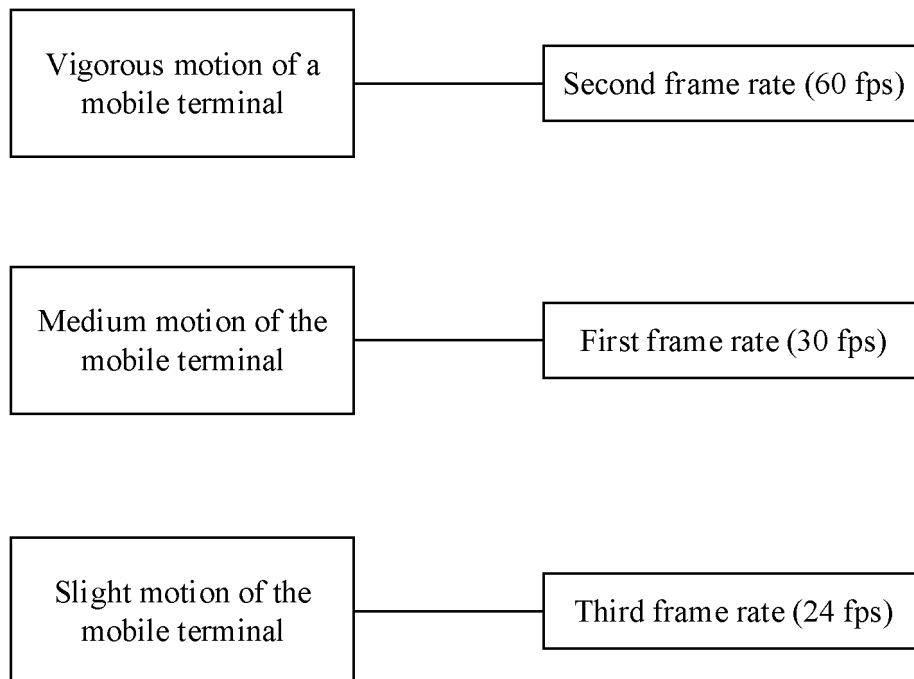 Vigorous motion of a
mobile terminal
Second frame rate (60 fps)
Medium motion of the
mobile terminal
First frame rate (30 fps)
Slight motion of the
mobile terminal
Third frame rate (24 fps)